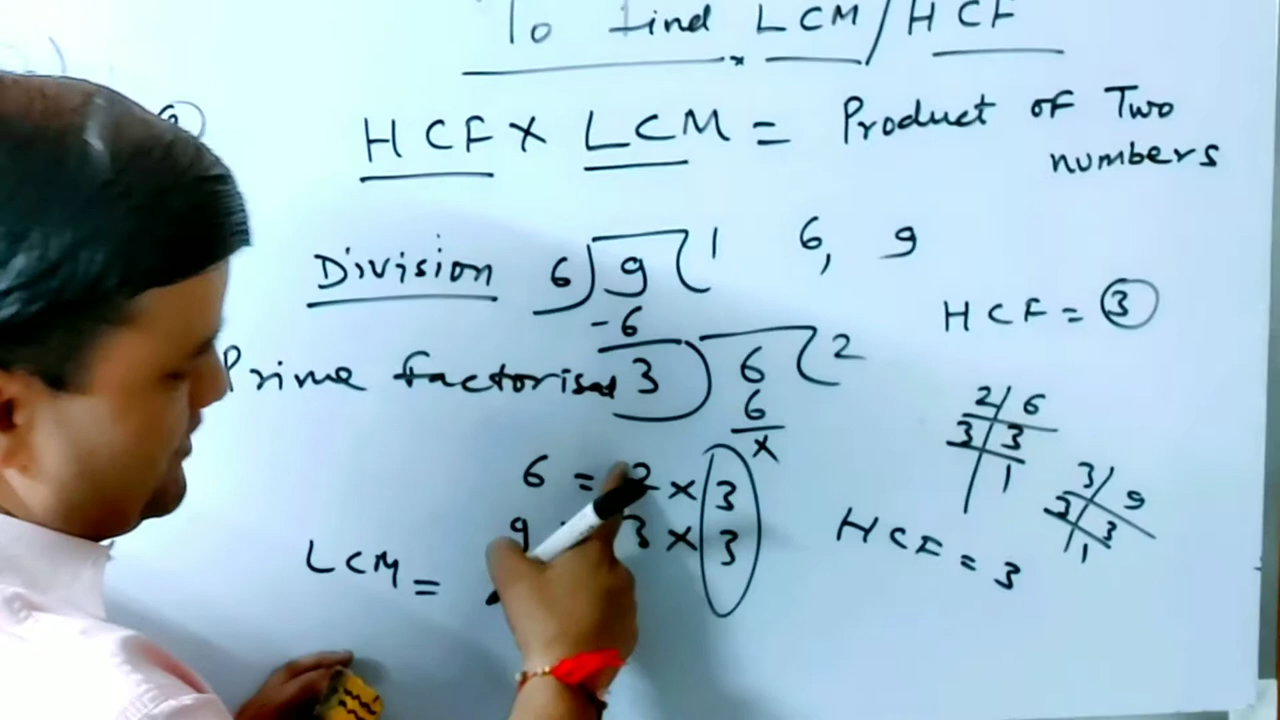 To find LCM/HCF
HCF × LCM = Product of Two
numbers
Division 6) 9 ( 1 6, 9
-6
HCF = 3
Prime factoris 3 ) 6 ( 2
6
×
2/ 6
3 3
1
3/ 9
3 3
1
6 = 2 × 3
9 3 × 3
HCF = 3
LCM =